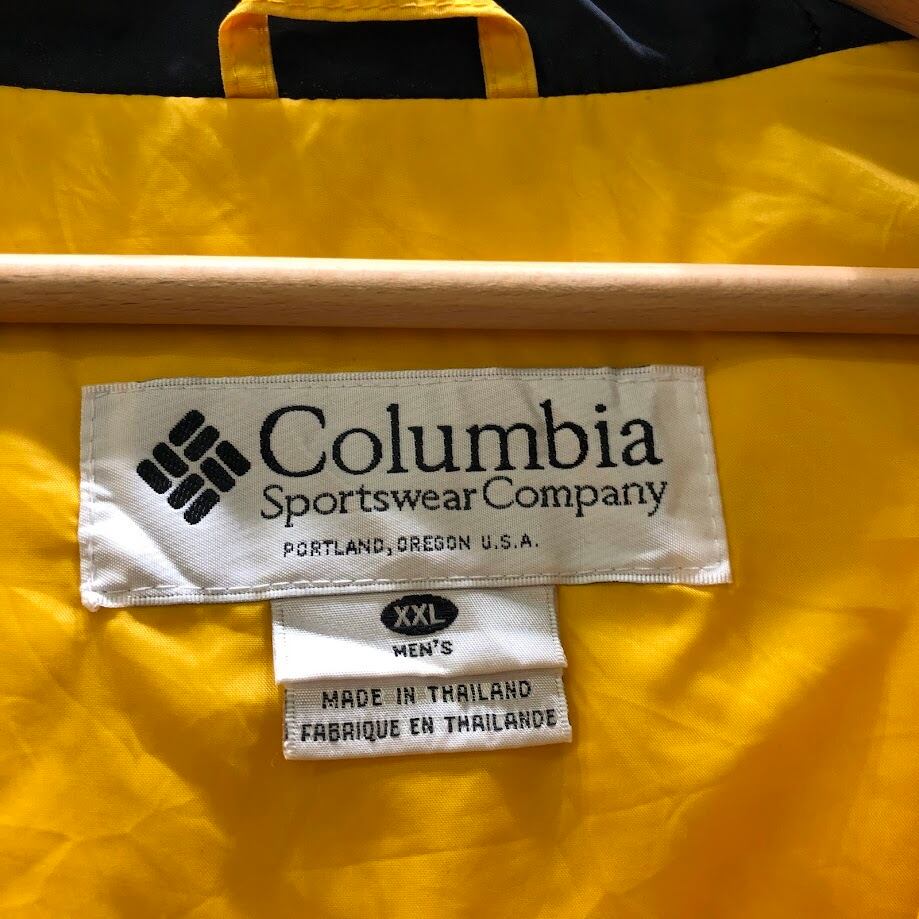 Columbia
Sportswear Company
PORTLAND, OREGON U.S.A.
XXL
MEN'S
MADE IN THAILAND
FABRIQUE EN THAILANDE